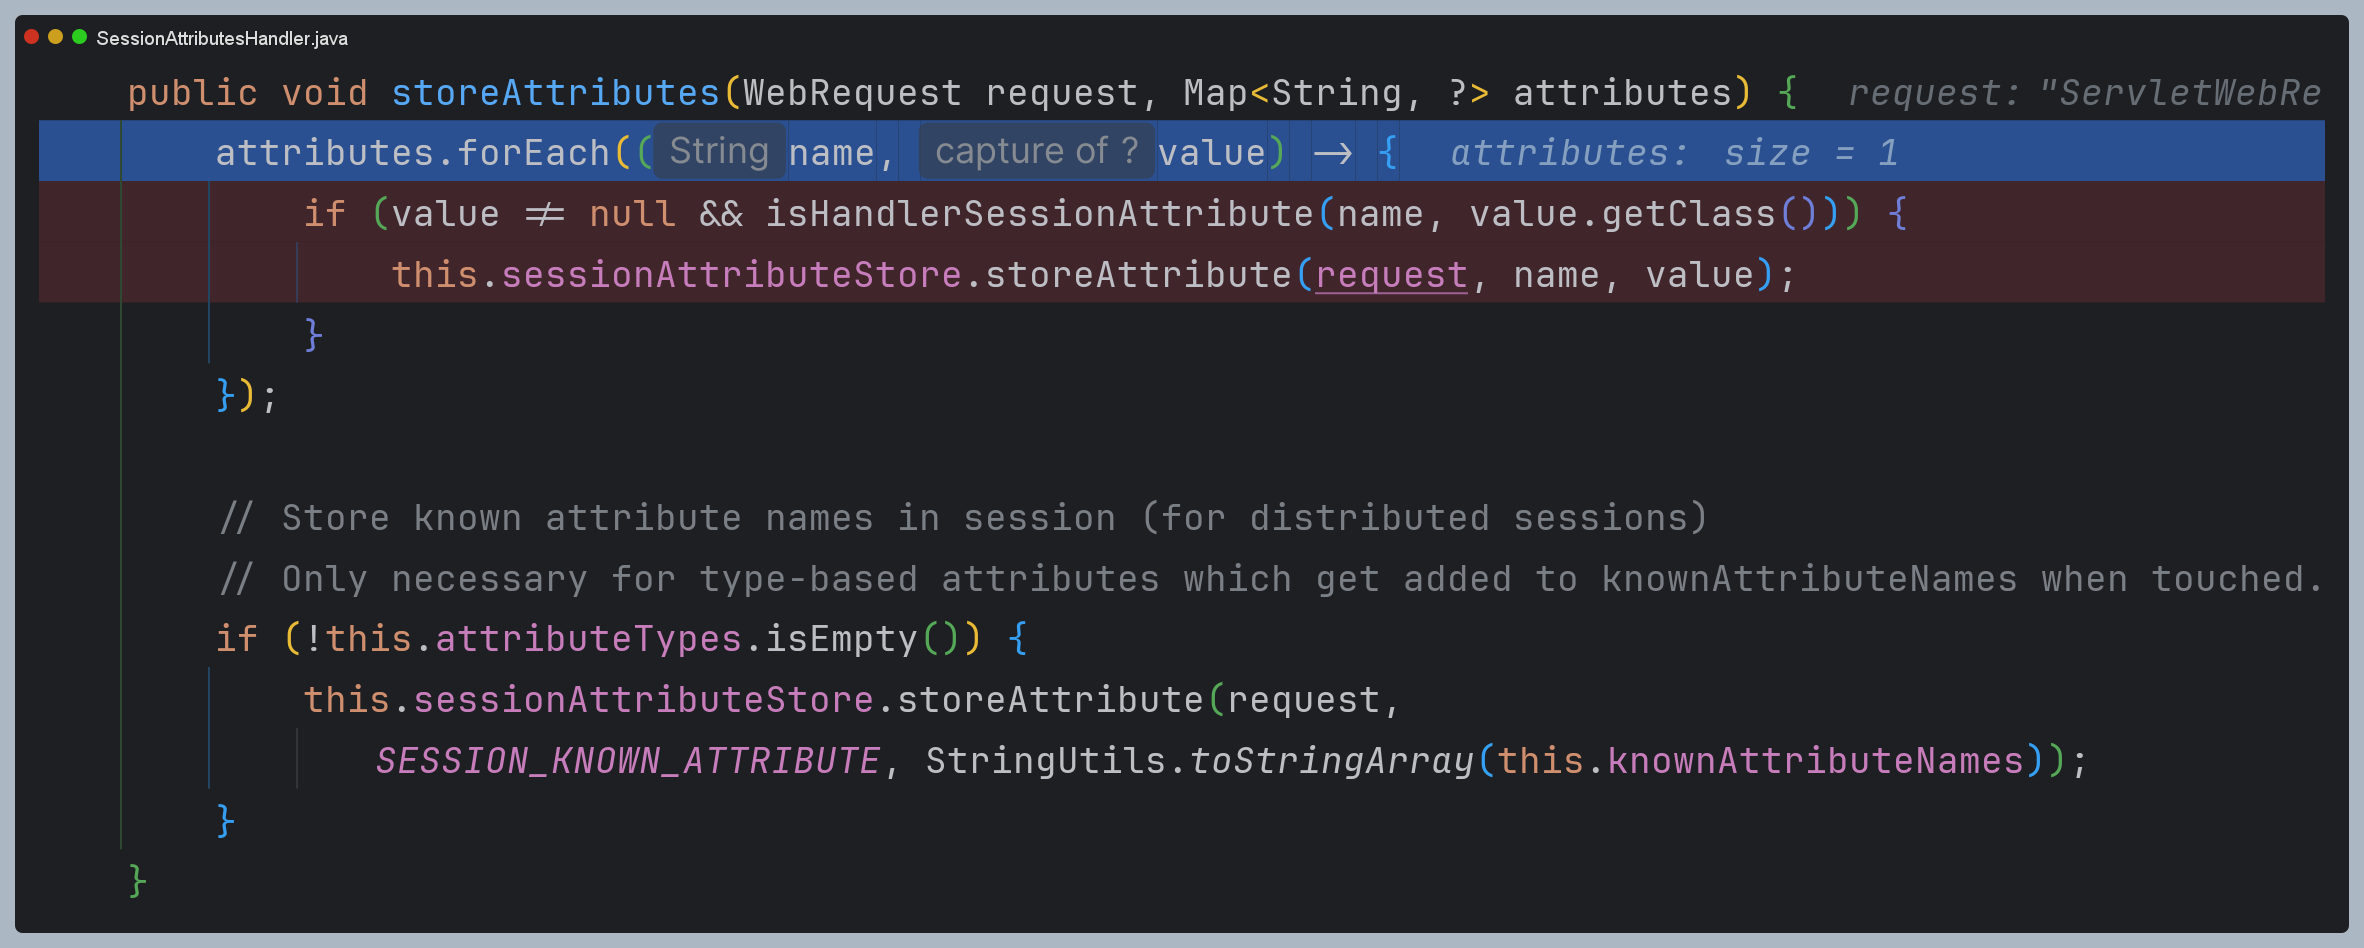 SessionAttributesHandler.java
public void storeAttributes(WebRequest request, Map<String, ?> attributes) {  request: "ServletWebRe
attributes.forEach((String name, capture of ? value) -> {  attributes:  size = 1
if (value ≠ null && isHandlerSessionAttribute(name, value.getClass())) {
this.sessionAttributeStore.storeAttribute(request, name, value);
}
});
// Store known attribute names in session (for distributed sessions)
// Only necessary for type-based attributes which get added to knownAttributeNames when touched.
if (!this.attributeTypes.isEmpty()) {
this.sessionAttributeStore.storeAttribute(request,
SESSION_KNOWN_ATTRIBUTE, StringUtils.toStringArray(this.knownAttributeNames));
}
}